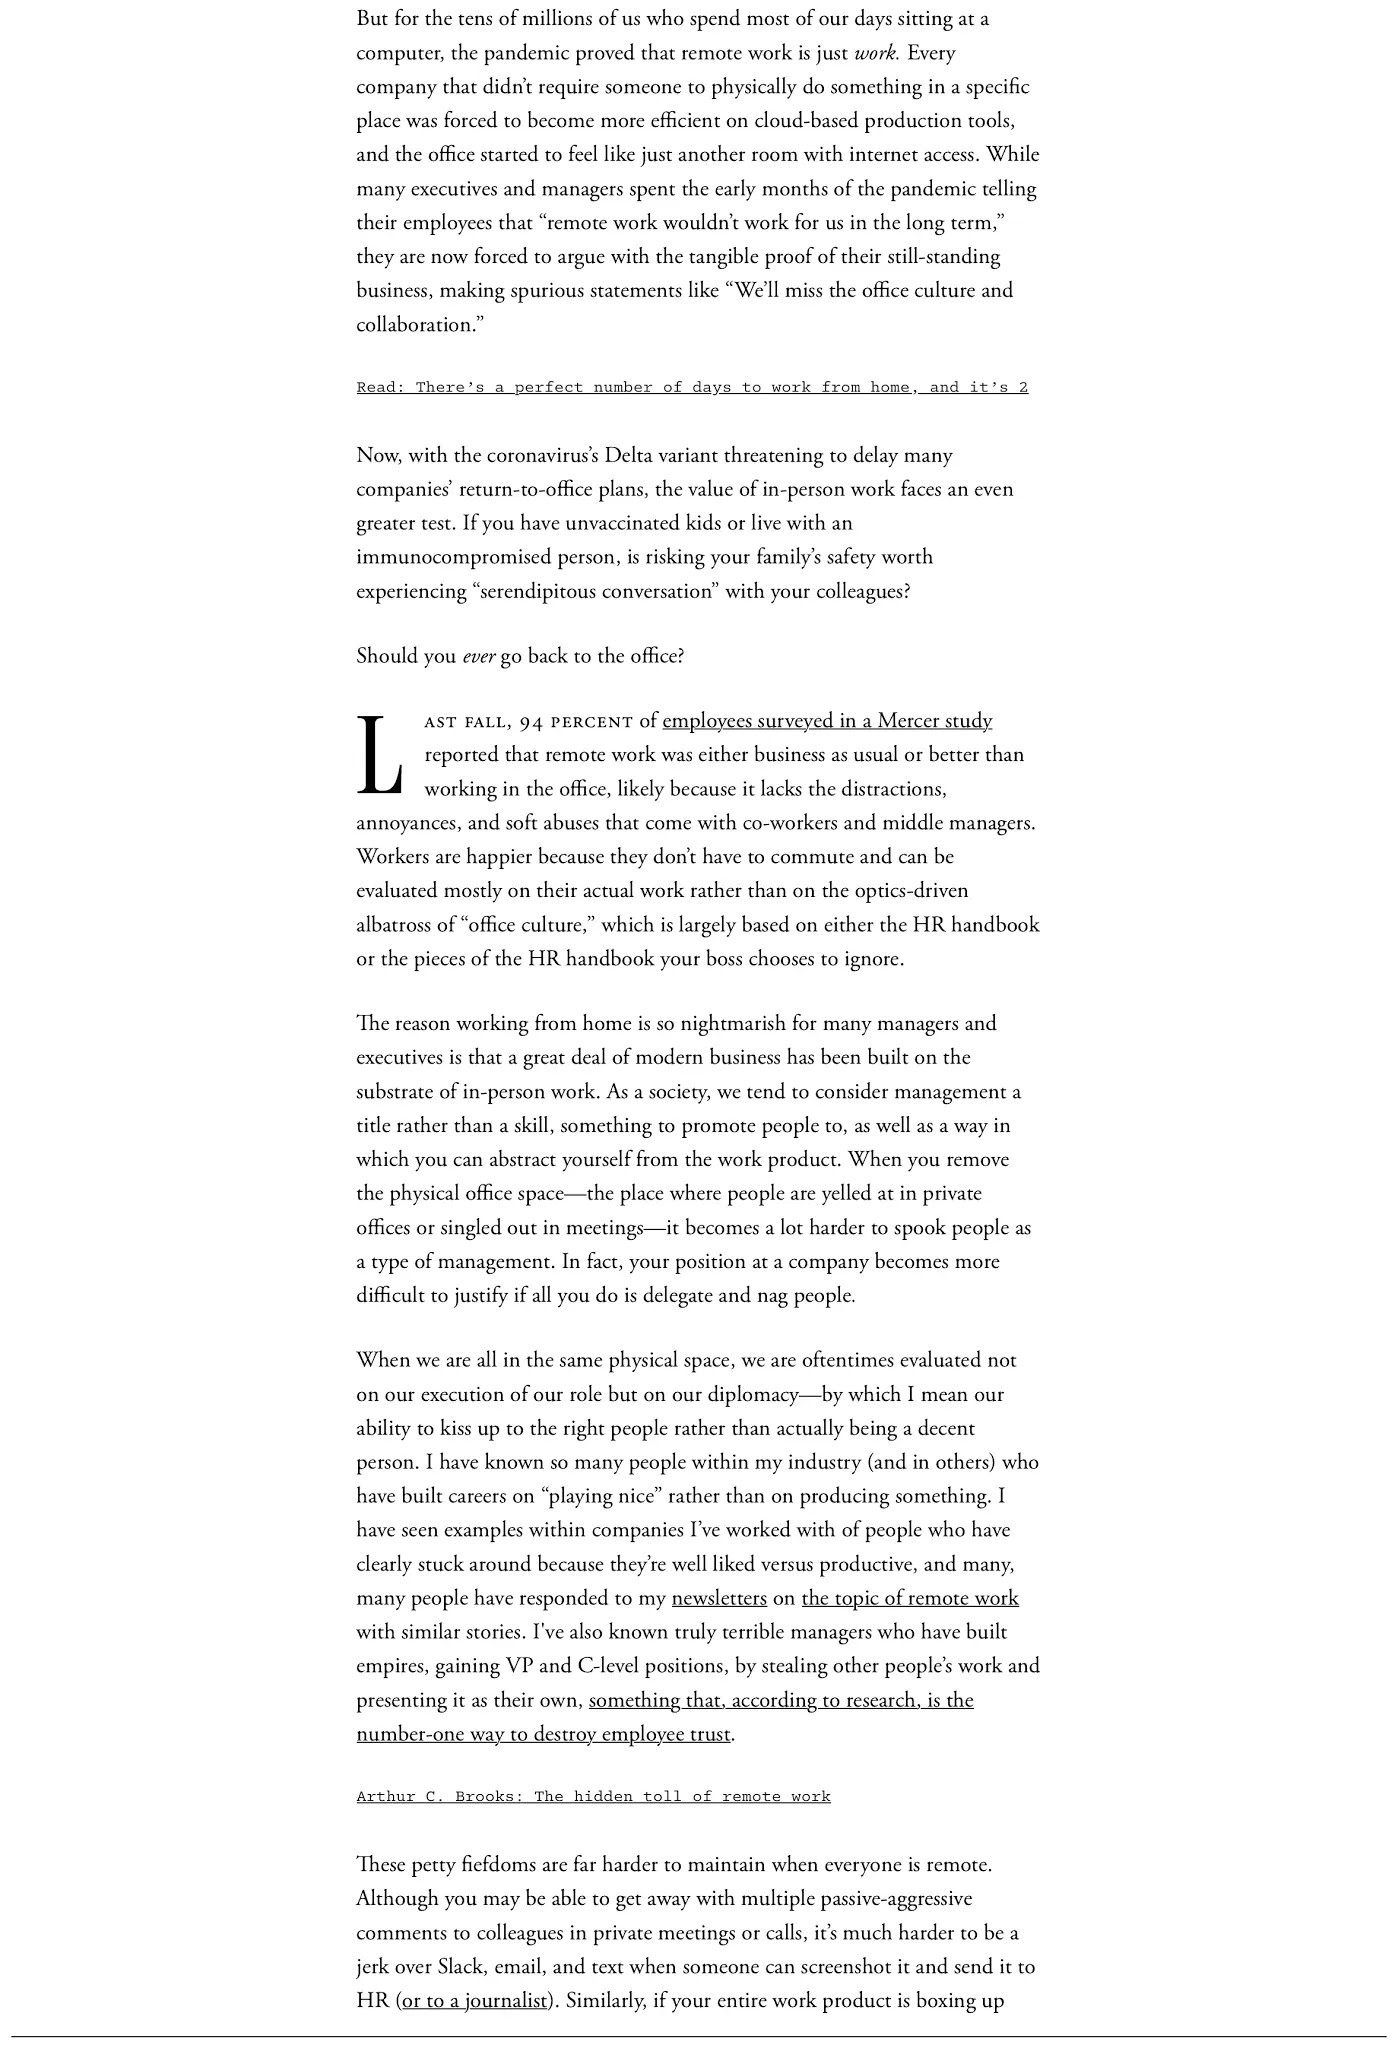 But for the tens of millions of us who spend most of our days sitting at a
computer, the pandemic proved that remote work is just work. Every
company that didn’t require someone to physically do something in a specific
place was forced to become more efficient on cloud-based production tools,
and the office started to feel like just another room with internet access. While
many executives and managers spent the early months of the pandemic telling
their employees that “remote work wouldn’t work for us in the long term,”
they are now forced to argue with the tangible proof of their still-standing
business, making spurious statements like “We’ll miss the office culture and
collaboration.”
Read: There’s a perfect number of days to work from home, and it’s 2
Now, with the coronavirus’s Delta variant threatening to delay many
companies’ return-to-office plans, the value of in-person work faces an even
greater test. If you have unvaccinated kids or live with an
immunocompromised person, is risking your family’s safety worth
experiencing “serendipitous conversation” with your colleagues?
Should you ever go back to the office?
LAST FALL, 94 PERCENT of employees surveyed in a Mercer study
reported that remote work was either business as usual or better than
working in the office, likely because it lacks the distractions,
annoyances, and soft abuses that come with co-workers and middle managers.
Workers are happier because they don’t have to commute and can be
evaluated mostly on their actual work rather than on the optics-driven
albatross of “office culture,” which is largely based on either the HR handbook
or the pieces of the HR handbook your boss chooses to ignore.
The reason working from home is so nightmarish for many managers and
executives is that a great deal of modern business has been built on the
substrate of in-person work. As a society, we tend to consider management a
title rather than a skill, something to promote people to, as well as a way in
which you can abstract yourself from the work product. When you remove
the physical office space—the place where people are yelled at in private
offices or singled out in meetings—it becomes a lot harder to spook people as
a type of management. In fact, your position at a company becomes more
difficult to justify if all you do is delegate and nag people.
When we are all in the same physical space, we are oftentimes evaluated not
on our execution of our role but on our diplomacy—by which I mean our
ability to kiss up to the right people rather than actually being a decent
person. I have known so many people within my industry (and in others) who
have built careers on “playing nice” rather than on producing something. I
have seen examples within companies I’ve worked with of people who have
clearly stuck around because they’re well liked versus productive, and many,
many people have responded to my newsletters on the topic of remote work
with similar stories. I've also known truly terrible managers who have built
empires, gaining VP and C-level positions, by stealing other people’s work and
presenting it as their own, something that, according to research, is the
number-one way to destroy employee trust.
Arthur C. Brooks: The hidden toll of remote work
These petty fiefdoms are far harder to maintain when everyone is remote.
Although you may be able to get away with multiple passive-aggressive
comments to colleagues in private meetings or calls, it’s much harder to be a
jerk over Slack, email, and text when someone can screenshot it and send it to
HR (or to a journalist). Similarly, if your entire work product is boxing up